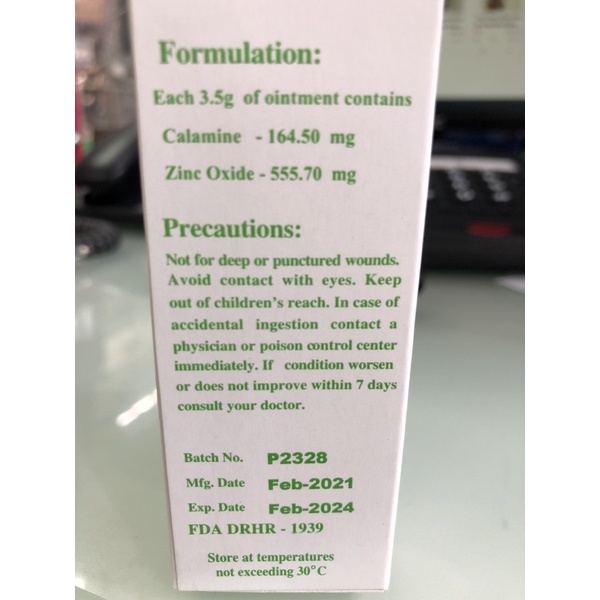 Formulation:
Each 3.5g of ointment contains
Calamine - 164.50 mg
Zinc Oxide - 555.70 mg
Precautions:
Not for deep or punctured wounds.
Avoid contact with eyes. Keep
out of children's reach. In case of
accidental ingestion contact a
physician or poison control center
immediately. If condition worsen
or does not improve within 7 days
consult your doctor.
Batch No. P2328
Mfg. Date Feb-2021
Exp. Date Feb-2024
FDA DRHR - 1939
Store at temperatures
not exceeding 30°C